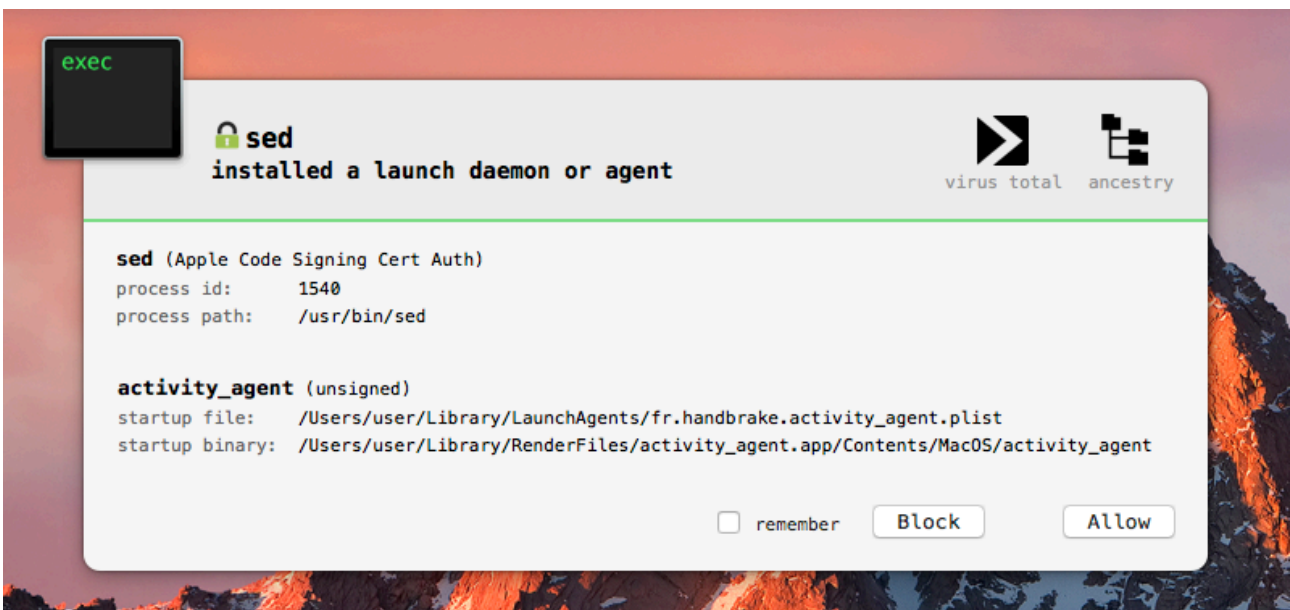 exec
sed
installed a launch daemon or agent
virus total
ancestry
sed (Apple Code Signing Cert Auth)
process id: 1540
process path: /usr/bin/sed
activity_agent (unsigned)
startup file: /Users/user/Library/LaunchAgents/fr.handbrake.activity_agent.plist
startup binary: /Users/user/Library/RenderFiles/activity_agent.app/Contents/MacOS/activity_agent
remember Block Allow